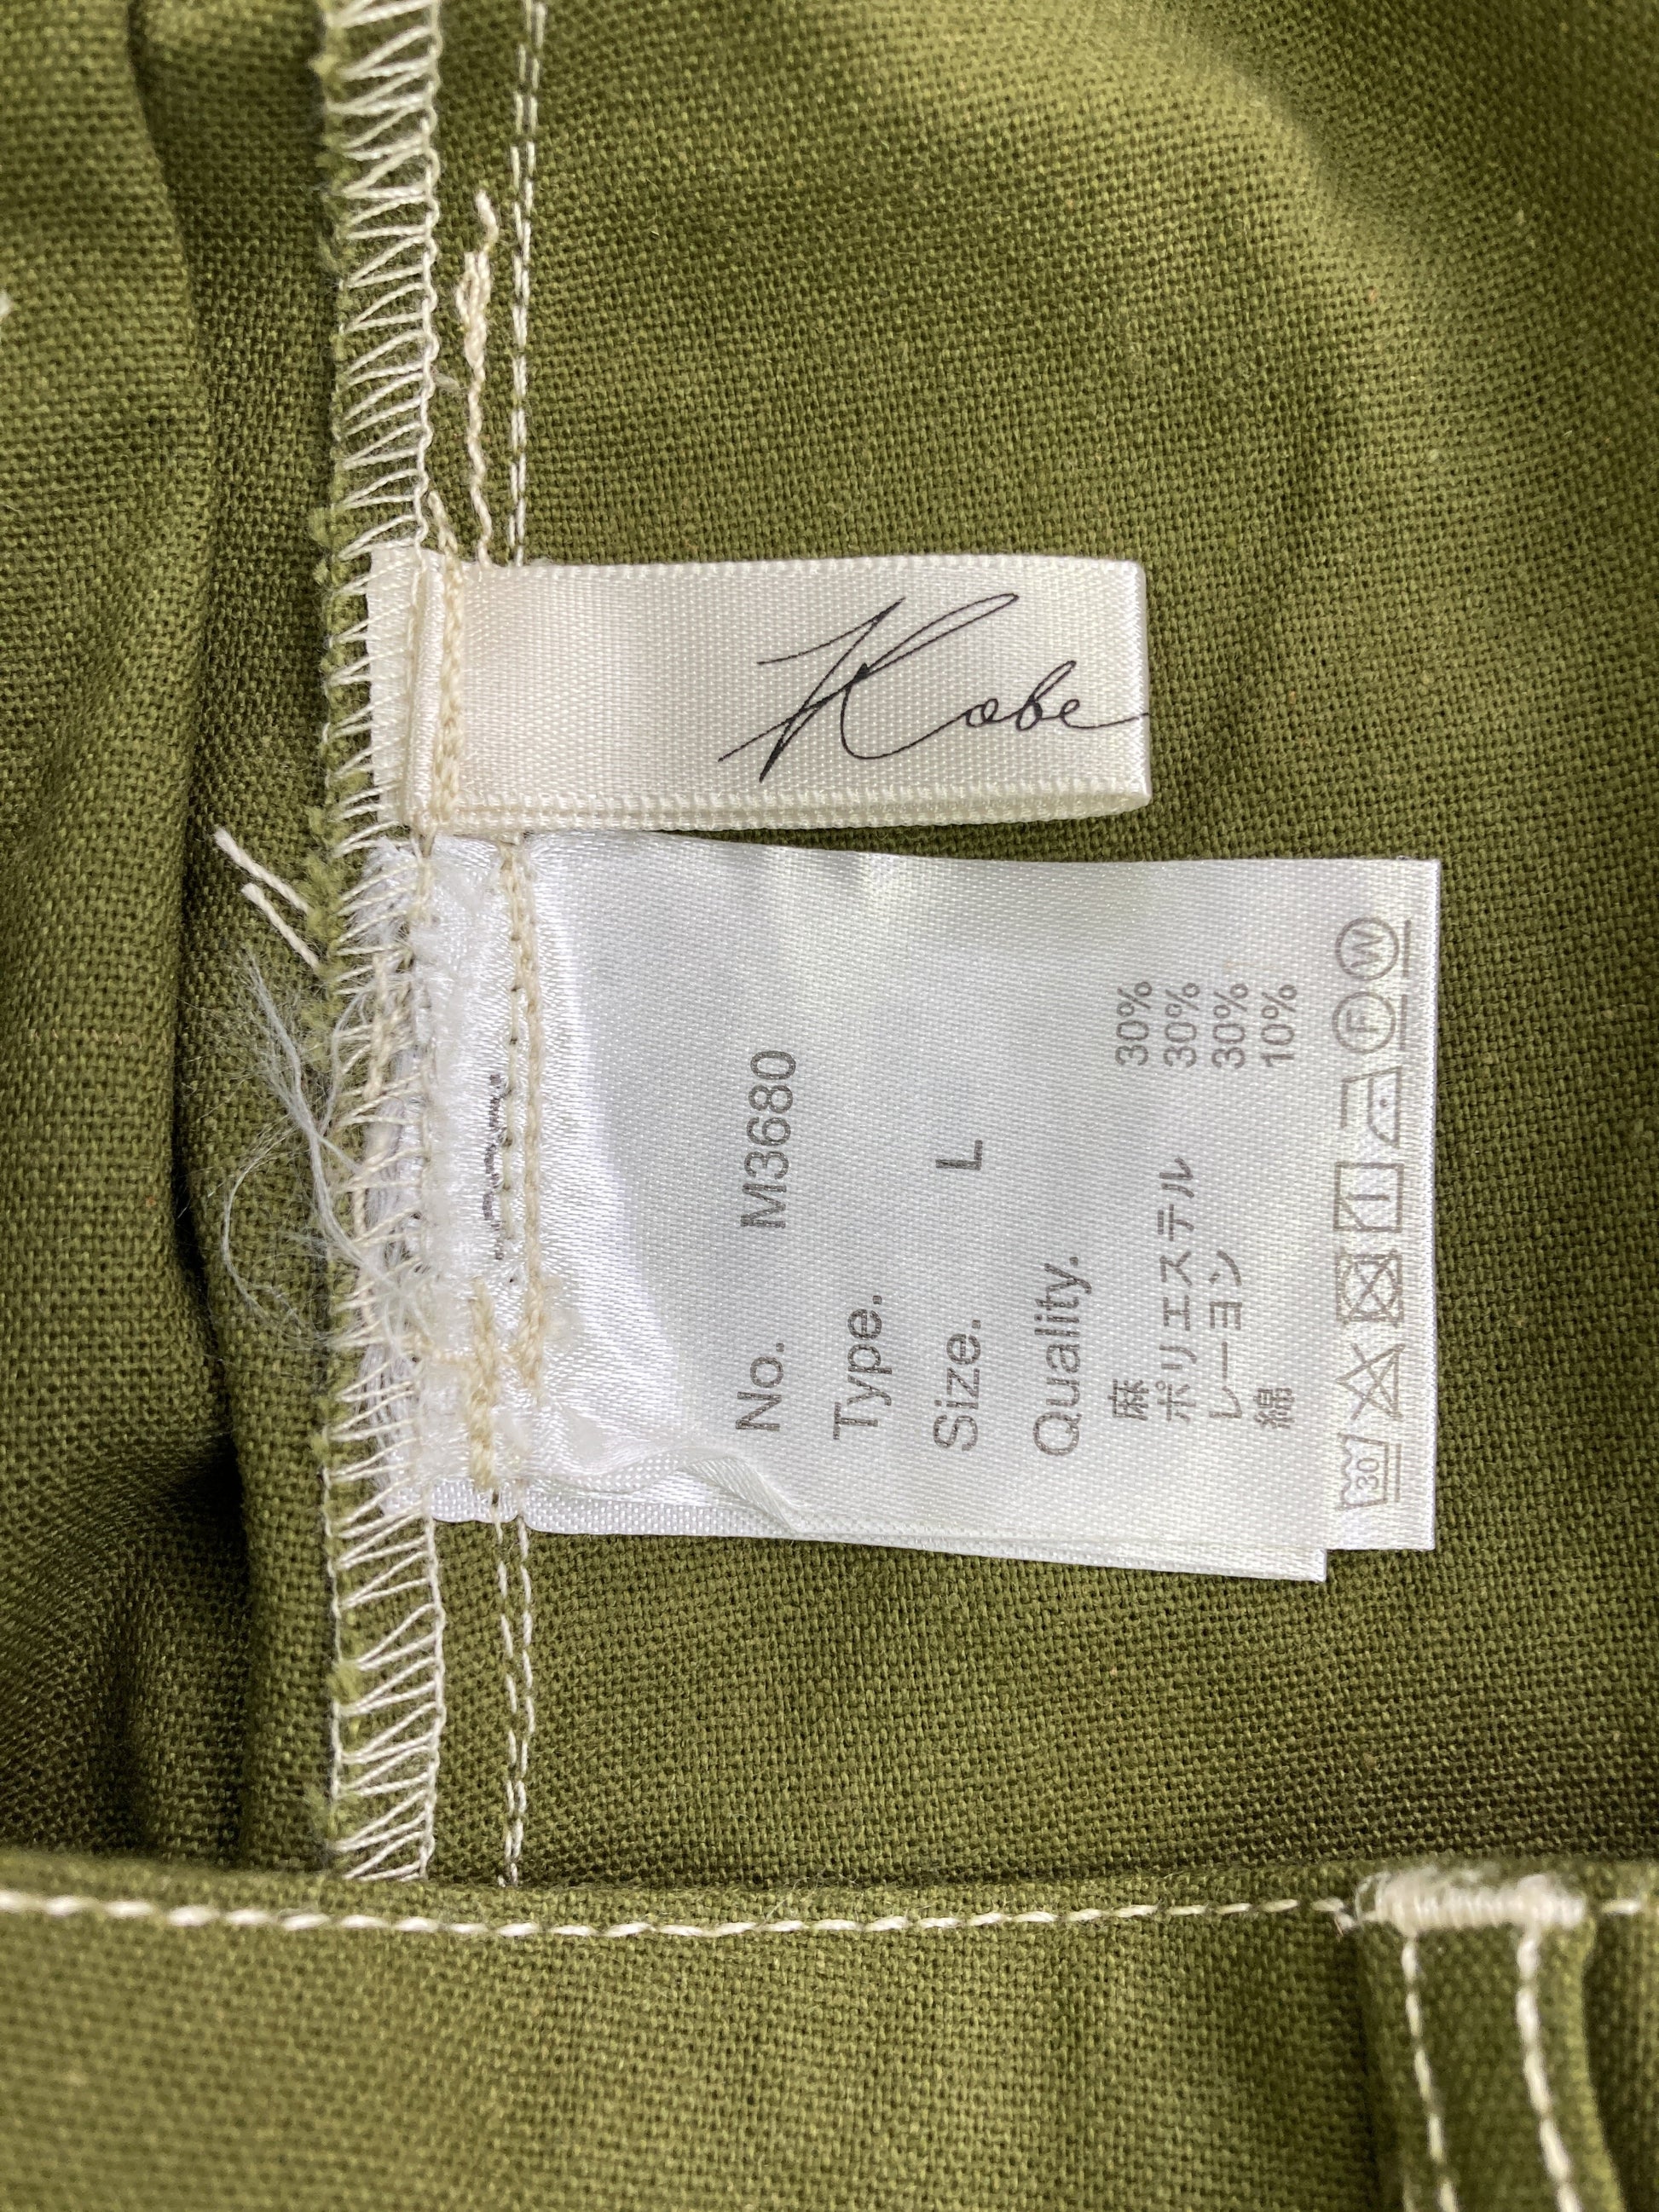 Kobe
No. M3680
Type.
Size. L
Quality.
麻 30%
ポリエステル 30%
レーヨン 30%
綿 10%
30
F W